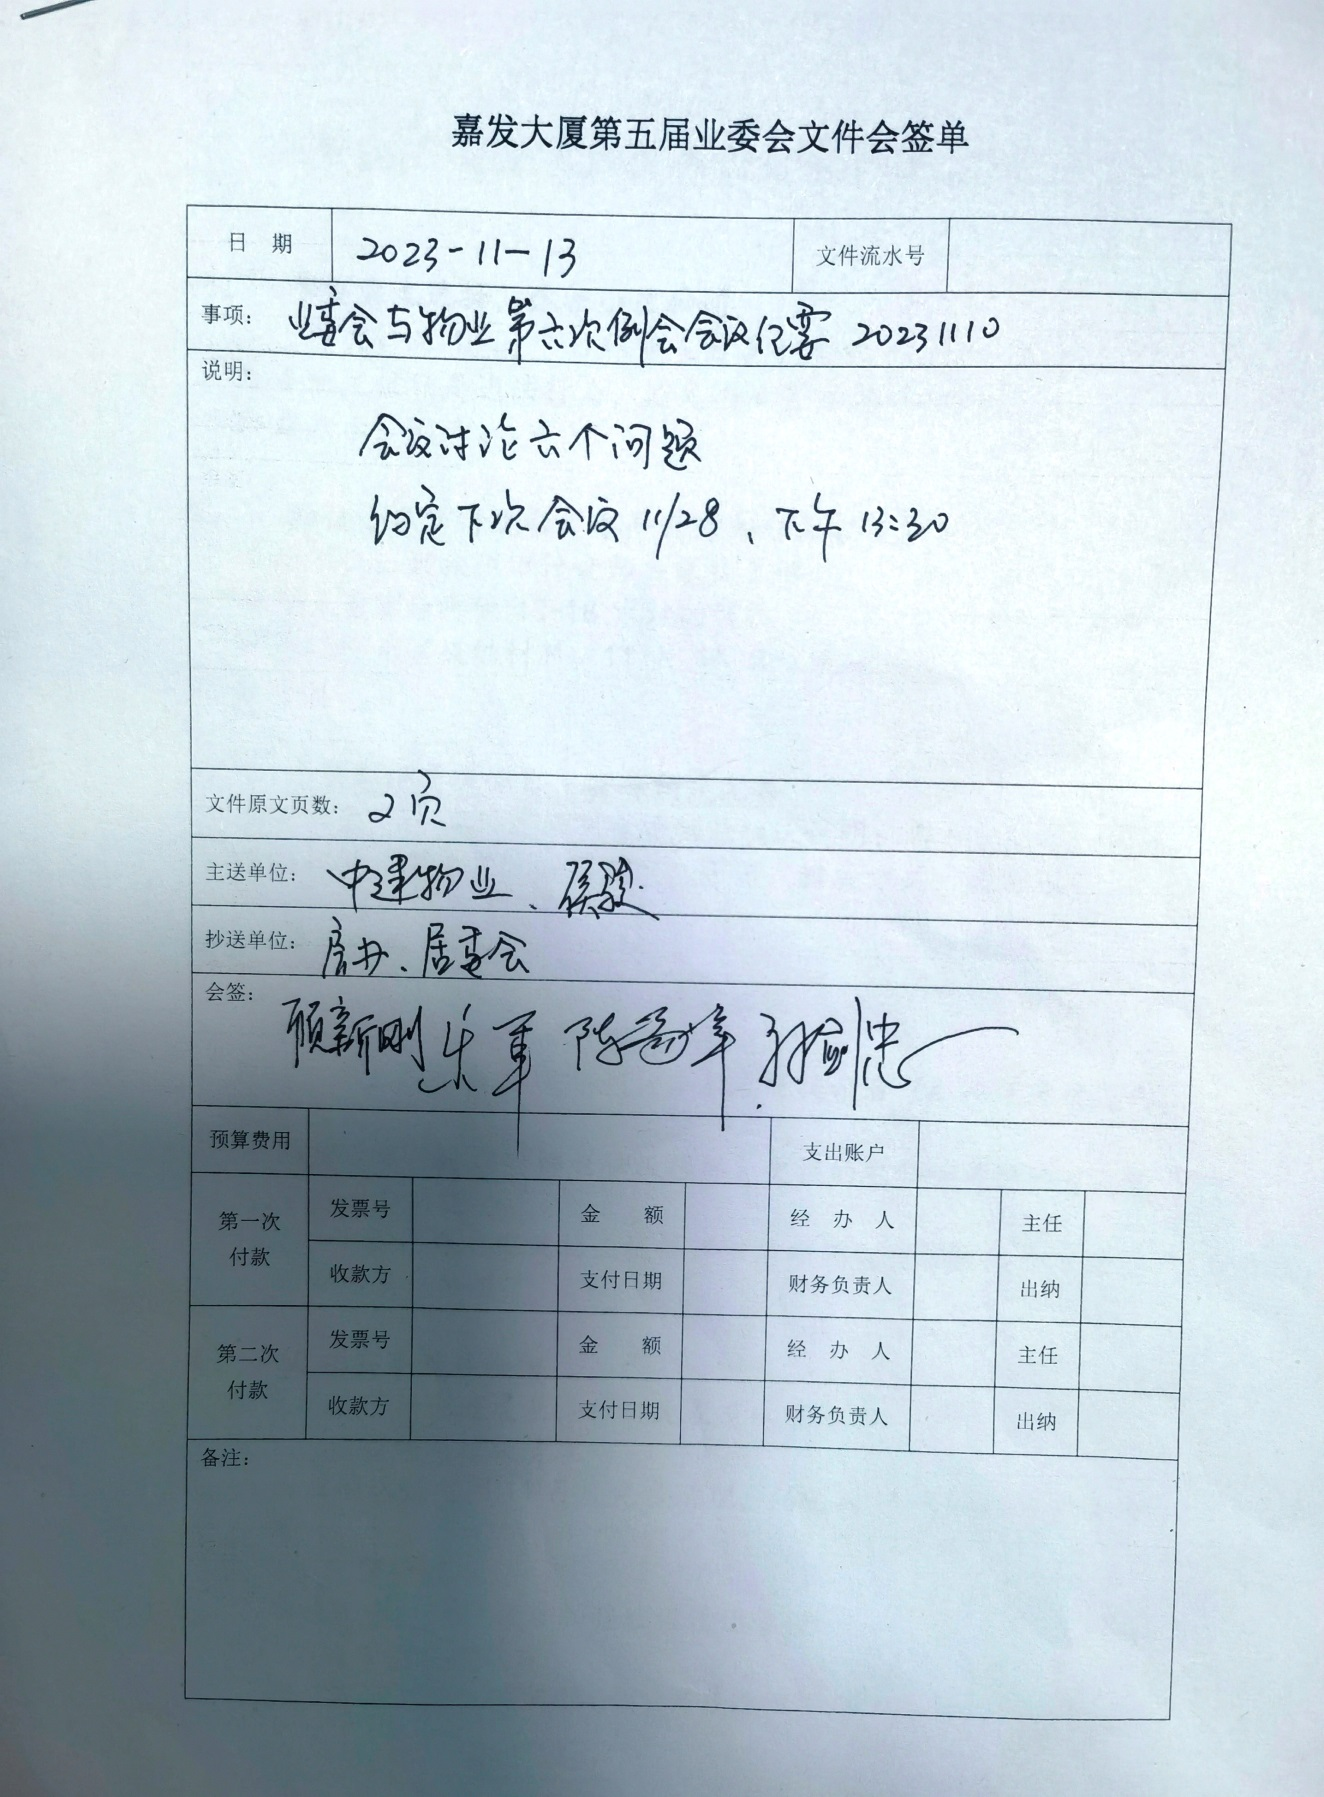 嘉发大厦第五届业委会文件会签单
日 期 2023-11-13 文件流水号
事项: 业委会与物业第六次例会会议纪要 20231110
说明:
会议讨论六个问题
约定下次会议 11/28、下午 13:30
文件原文页数: 2页
主送单位: 中建物业、侯骏
抄送单位: 房办、居委会
会签: 顾新刚 乐军 陈 孙剑忠
预算费用 支出账户
第一次付款 发票号 金 额 经 办 人 主任
收款方 支付日期 财务负责人 出纳
第二次付款 发票号 金 额 经 办 人 主任
收款方 支付日期 财务负责人 出纳
备注: